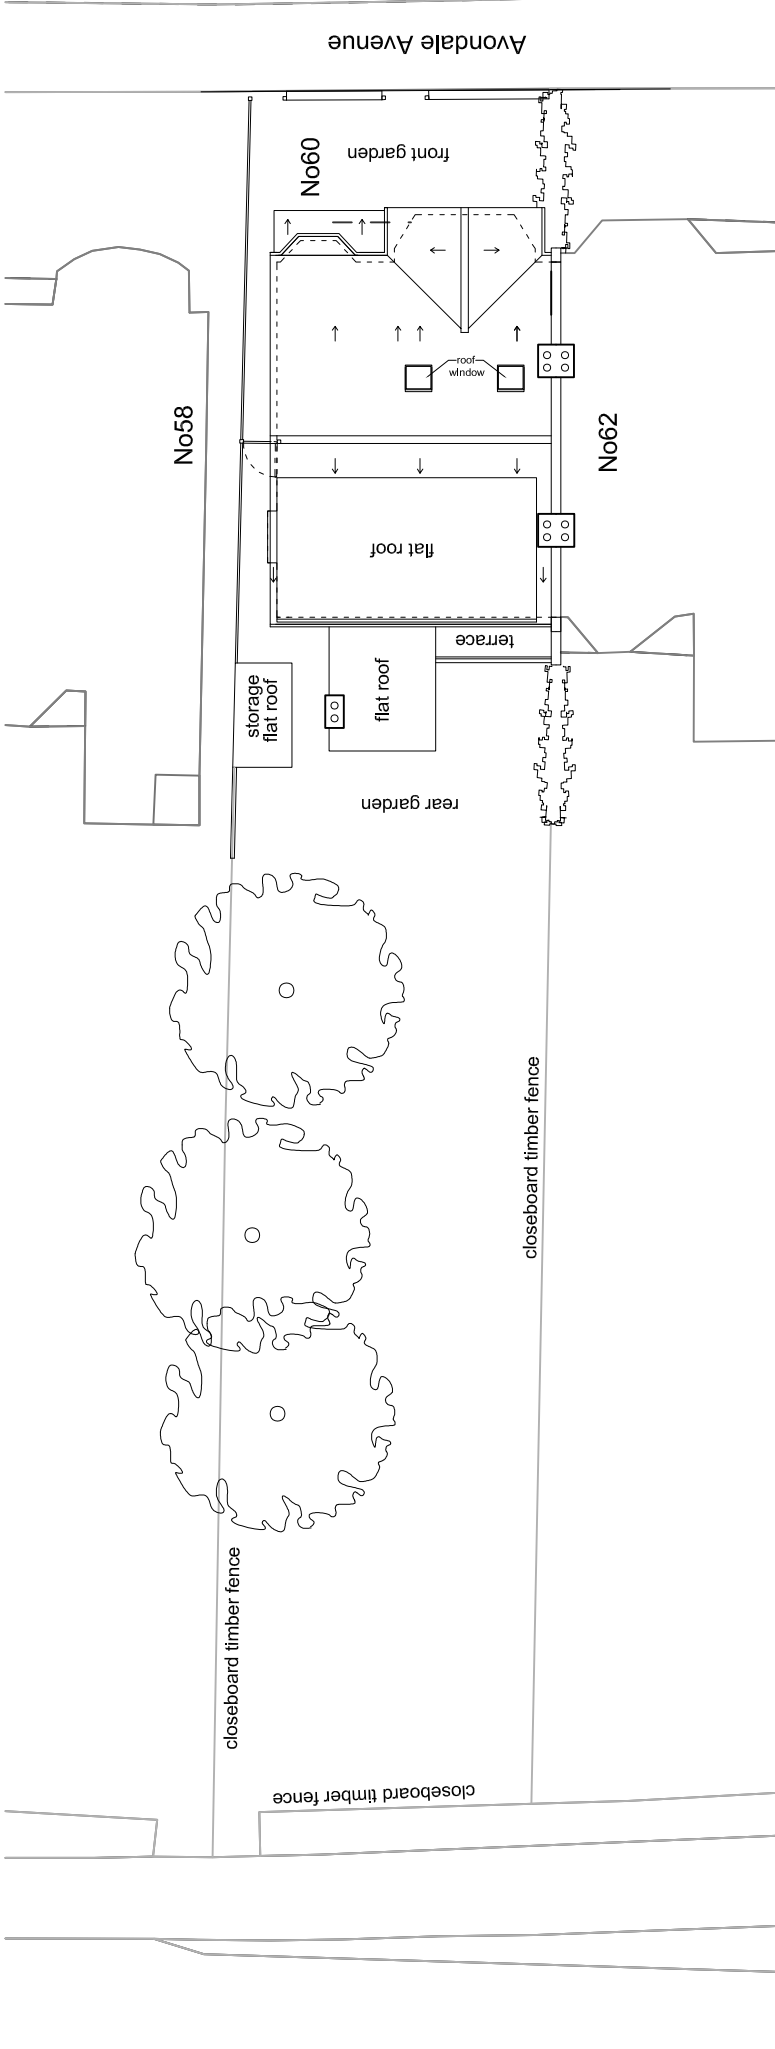 Avondale Avenue
front garden
No60
roof
window
No58
No62
flat roof
terrace
storage
flat roof
flat roof
rear garden
closeboard timber fence
closeboard timber fence
closeboard timber fence